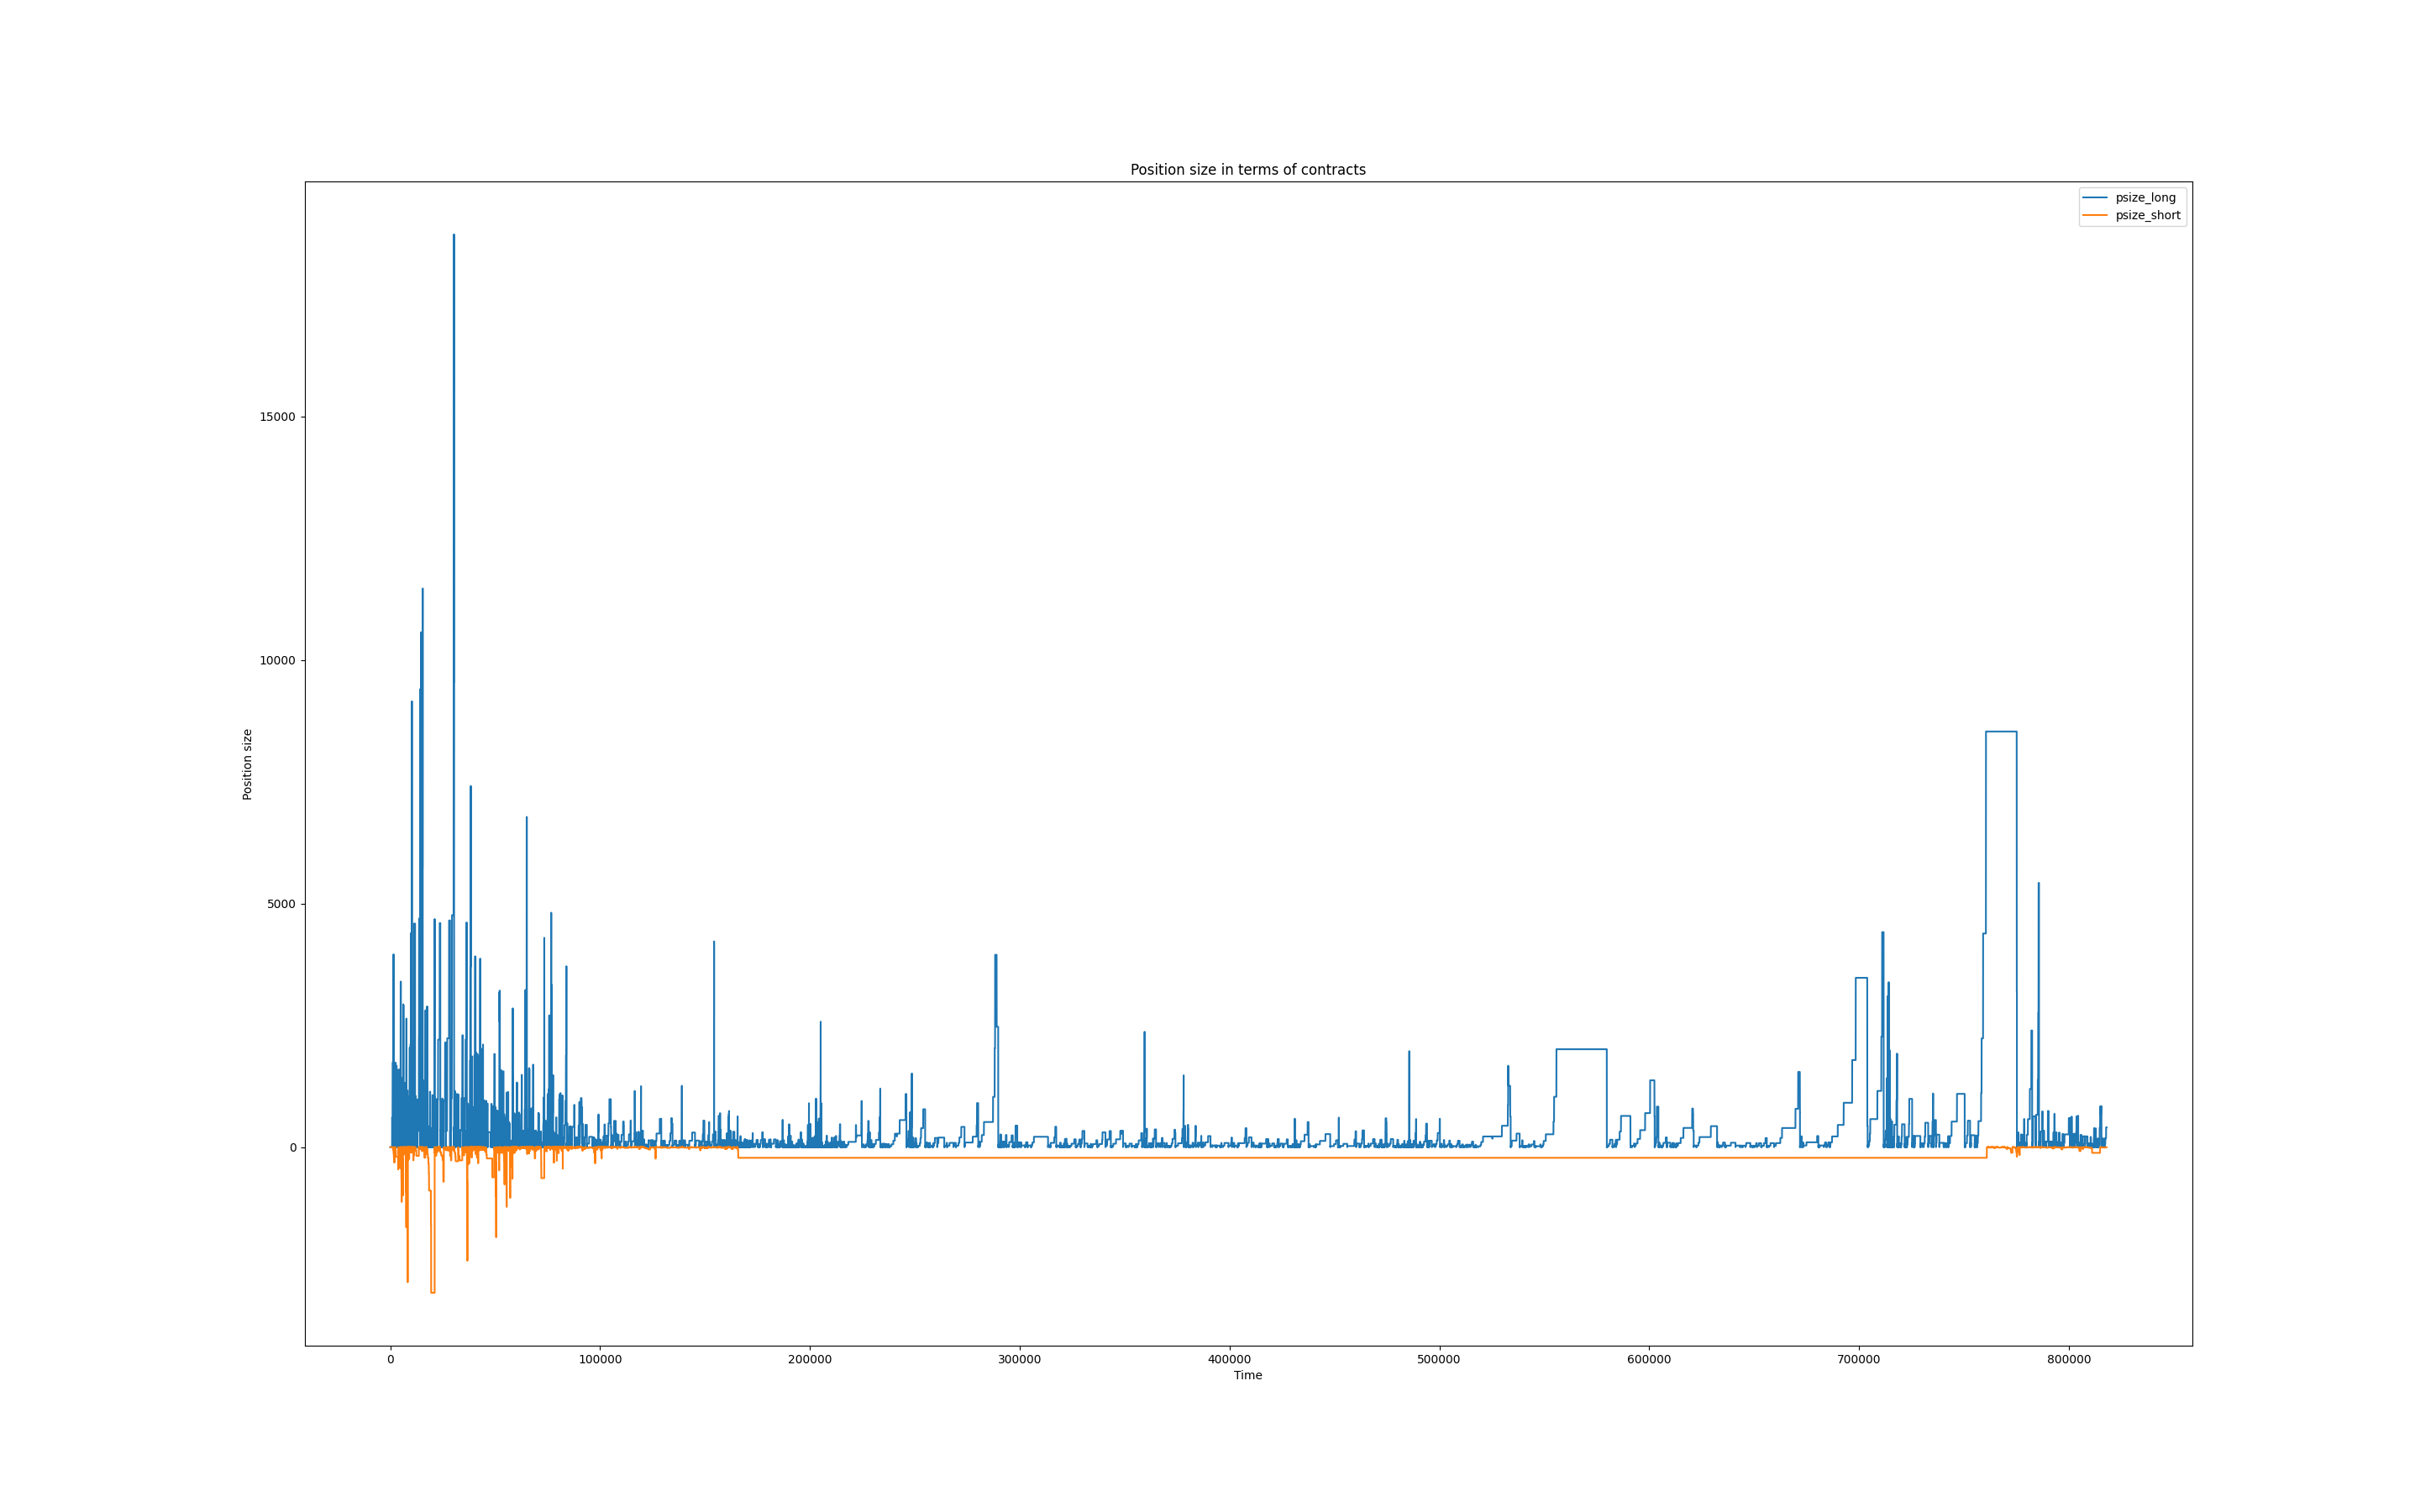 Position size in terms of contracts
psize_long
psize_short
15000
10000
5000
0
Position size
0
100000
200000
300000
400000
500000
600000
700000
800000
Time